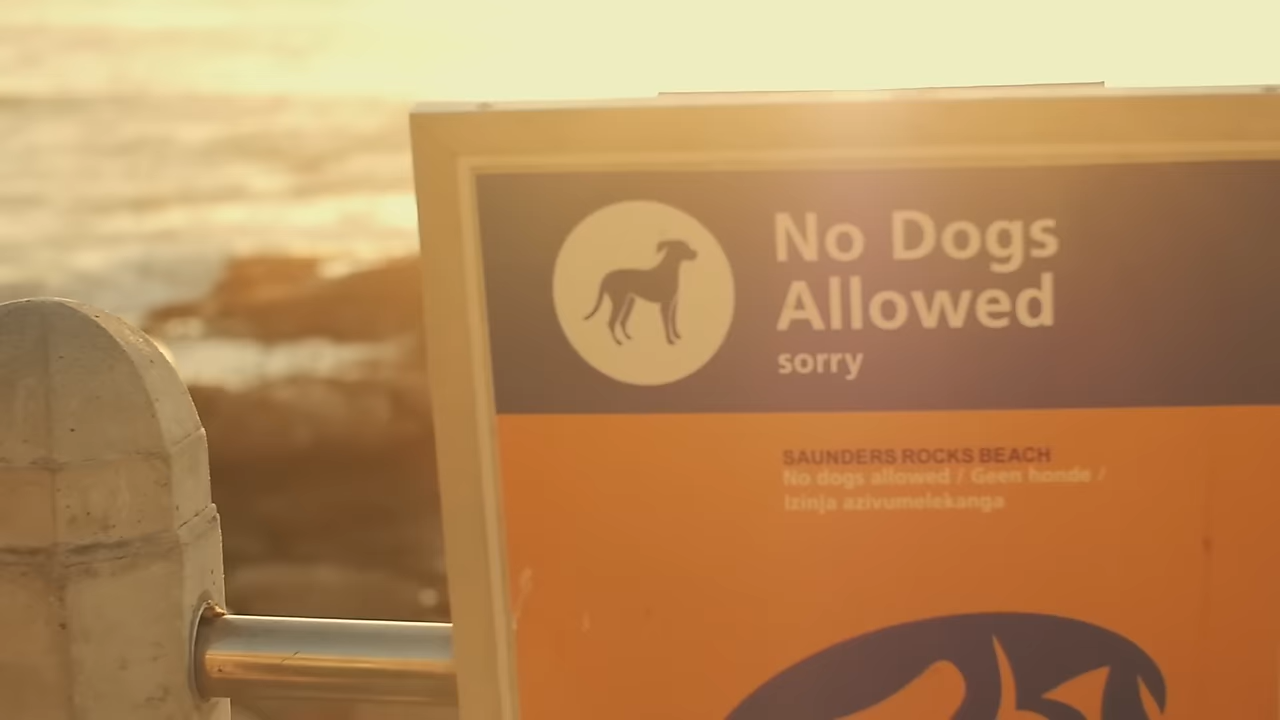 No Dogs
Allowed
sorry
SAUNDERS ROCKS BEACH
No dogs allowed / Geen honde /
Izinja azivumelekanga